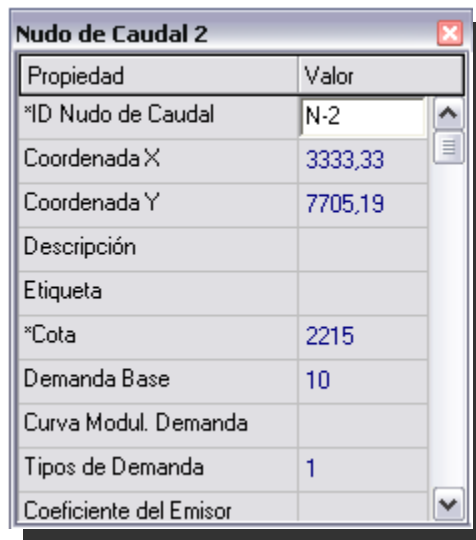 Nudo de Caudal 2
Propiedad Valor
*ID Nudo de Caudal N-2
Coordenada X 3333,33
Coordenada Y 7705,19
Descripción
Etiqueta
*Cota 2215
Demanda Base 10
Curva Modul. Demanda
Tipos de Demanda 1
Coeficiente del Emisor